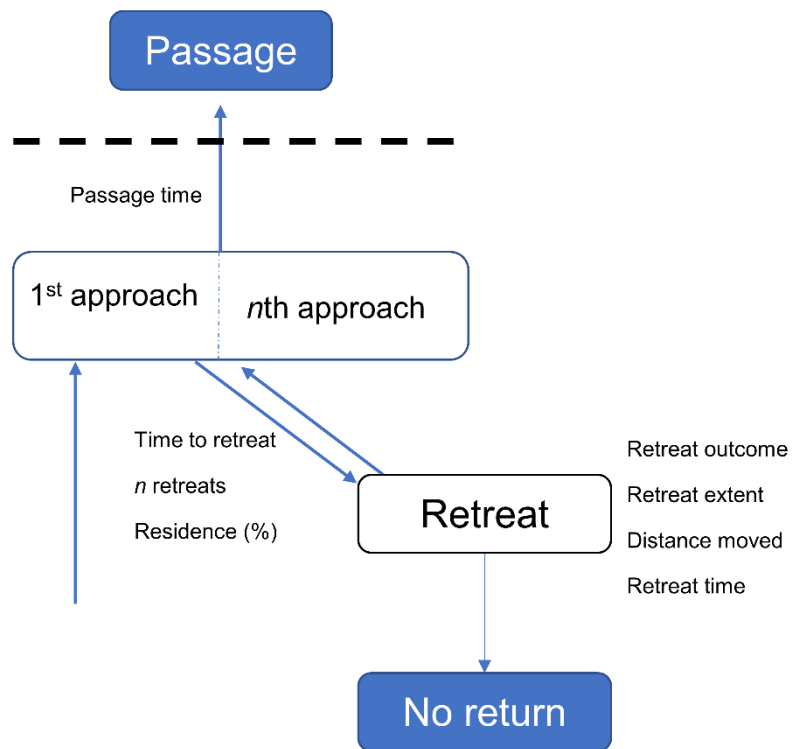 Passage
Passage time
1st approach
nth approach
Time to retreat
n retreats
Residence (%)
Retreat
Retreat outcome
Retreat extent
Distance moved
Retreat time
No return